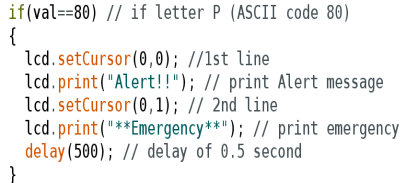 if(val==80) // if letter P (ASCII code 80)
{
  lcd.setCursor(0,0); //1st line
  lcd.print("Alert!!"); // print Alert message
  lcd.setCursor(0,1); // 2nd line
  lcd.print("**Emergency**"); // print emergency
  delay(500); // delay of 0.5 second
}